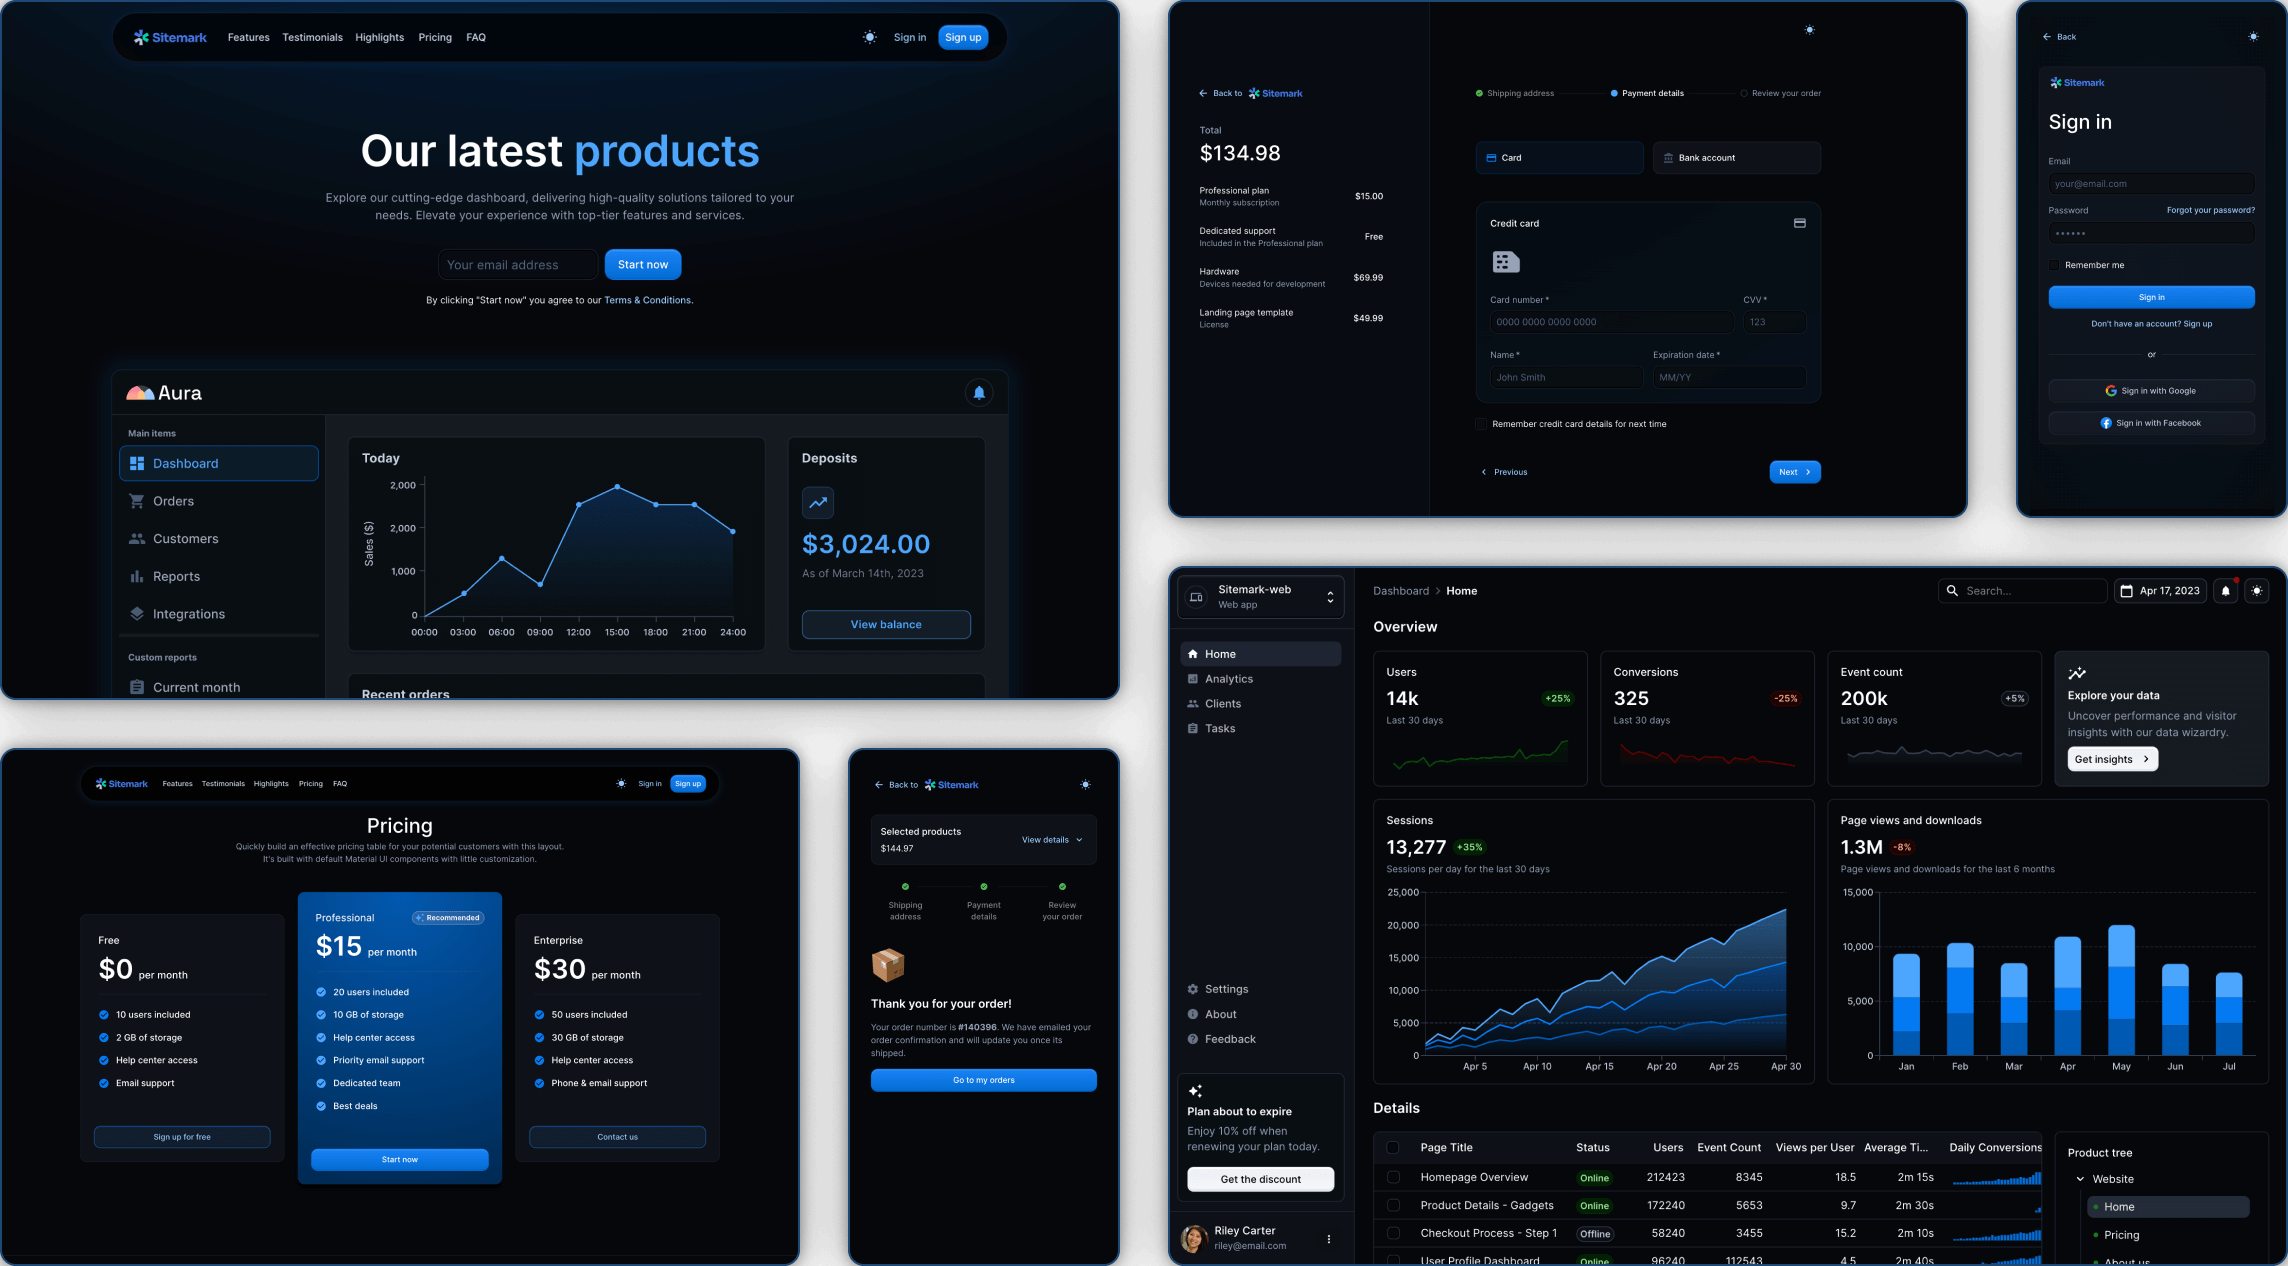 Sitemark
Features Testimonials Highlights Pricing FAQ
Sign in Sign up
Our latest products
Explore our cutting-edge dashboard, delivering high-quality solutions tailored to your
needs. Elevate your experience with top-tier features and services.
Your email address Start now
By clicking "Start now" you agree to our Terms & Conditions.
Aura
Main items
Dashboard
Orders
Customers
Reports
Integrations
Custom reports
Current month
Today
Sales ($)
2,000
2,000
1,000
0
00:00 03:00 06:00 09:00 12:00 15:00 18:00 21:00 24:00
Deposits
$3,024.00
As of March 14th, 2023
View balance
Recent orders
Back to Sitemark
Total
$134.98
Professional plan
Monthly subscription
$15.00
Dedicated support
Included in the Professional plan
Free
Hardware
Devices needed for development
$69.99
Landing page template
License
$49.99
Shipping address Payment details Review your order
Card Bank account
Credit card
Card number * CVV *
0000 0000 0000 0000 123
Name * Expiration date *
John Smith MM/YY
Remember credit card details for next time
Previous Next
Back
Sitemark
Sign in
Email
your@email.com
Password Forgot your password?
••••••
Remember me
Sign in
Don't have an account? Sign up
or
Sign in with Google
Sign in with Facebook
Sitemark
Features Testimonials Highlights Pricing FAQ
Sign in Sign up
Pricing
Quickly build an effective pricing table for your potential customers with this layout.
It's built with default Material UI components with little customization.
Free
$0 per month
10 users included
2 GB of storage
Help center access
Email support
Sign up for free
Professional Recommended
$15 per month
20 users included
10 GB of storage
Help center access
Priority email support
Dedicated team
Best deals
Start now
Enterprise
$30 per month
50 users included
30 GB of storage
Help center access
Phone & email support
Contact us
Back to Sitemark
Selected products
$144.97
View details
Shipping
address
Payment
details
Review
your order
Thank you for your order!
Your order number is #140396. We have emailed your
order confirmation and will update you once its
shipped.
Go to my orders
Sitemark-web
Web app
Home
Analytics
Clients
Tasks
Settings
About
Feedback
Plan about to expire
Enjoy 10% off when
renewing your plan today.
Get the discount
Riley Carter
riley@email.com
Dashboard Home
Search... Apr 17, 2023
Overview
Users
14k +25%
Last 30 days
Conversions
325 -25%
Last 30 days
Event count
200k +5%
Last 30 days
Explore your data
Uncover performance and visitor
insights with our data wizardry.
Get insights
Sessions
13,277 +35%
Sessions per day for the last 30 days
25,000
20,000
15,000
10,000
5,000
0
Apr 5 Apr 10 Apr 15 Apr 20 Apr 25 Apr 30
Page views and downloads
1.3M -8%
Page views and downloads for the last 6 months
15,000
10,000
5,000
0
Jan Feb Mar Apr May Jun Jul
Details
Page Title Status Users Event Count Views per User Average Ti... Daily Conversions
Homepage Overview Online 212423 8345 18.5 2m 15s
Product Details - Gadgets Online 172240 5653 9.7 2m 30s
Checkout Process - Step 1 Offline 58240 3455 15.2 2m 10s
User Profile Dashboard Online 96240 112543 4.5 2m 40s
Product tree
Website
Home
Pricing
About us